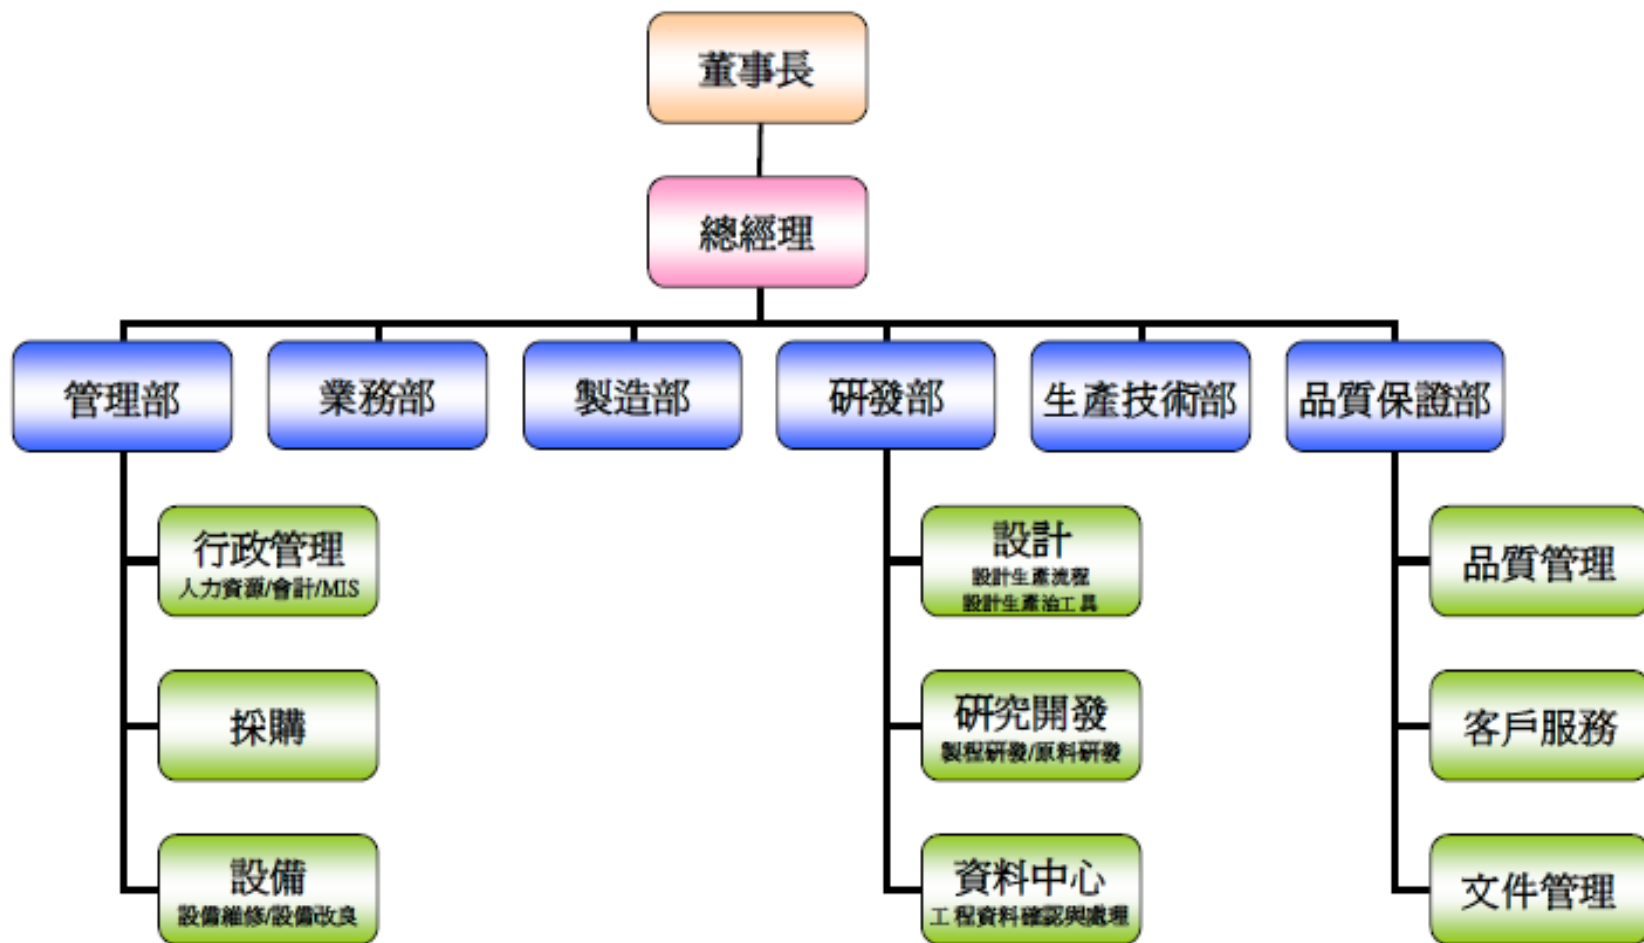 董事長
總經理
管理部
業務部
製造部
研發部
生產技術部
品質保證部
行政管理
人力資源/會計/MIS
採購
設備
設備維修/設備改良
設計
設計生產流程
設計生產治工具
研究開發
製程研發/原料研發
資料中心
工程資料確認與處理
品質管理
客戶服務
文件管理